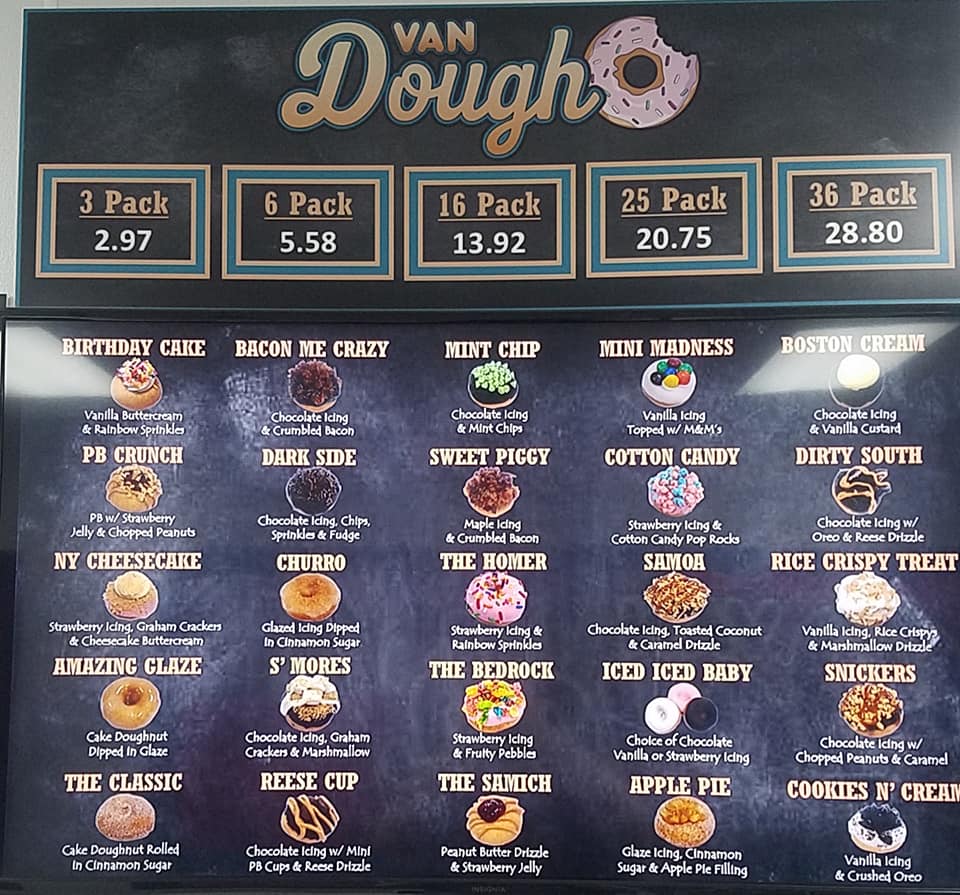 VAN
Dough
3 Pack
2.97
6 Pack
5.58
16 Pack
13.92
25 Pack
20.75
36 Pack
28.80
BIRTHDAY CAKE
Vanilla Buttercream
& Rainbow Sprinkles
BACON ME CRAZY
Chocolate Icing
& Crumbled Bacon
MINT CHIP
Chocolate Icing
& Mint Chips
MINI MADNESS
Vanilla Icing
Topped w/ M&M's
BOSTON CREAM
Chocolate Icing
& Vanilla Custard
PB CRUNCH
PB w/ Strawberry
Jelly & Chopped Peanuts
DARK SIDE
Chocolate Icing, Chips,
Sprinkles & Fudge
SWEET PIGGY
Maple Icing
& Crumbled Bacon
COTTON CANDY
Strawberry Icing &
Cotton Candy Pop Rocks
DIRTY SOUTH
Chocolate Icing w/
Oreo & Reese Drizzle
NY CHEESECAKE
Strawberry Icing, Graham Crackers
& Cheesecake Buttercream
CHURRO
Glazed Icing Dipped
In Cinnamon Sugar
THE HOMER
Strawberry Icing &
Rainbow Sprinkles
SAMOA
Chocolate Icing, Toasted Coconut
& Caramel Drizzle
RICE CRISPY TREAT
Vanilla Icing, Rice Crispys
& Marshmallow Drizzle
AMAZING GLAZE
Cake Doughnut
Dipped In Glaze
S' MORES
Chocolate Icing, Graham
Crackers & Marshmallow
THE BEDROCK
Strawberry Icing
& Fruity Pebbles
ICED ICED BABY
Choice of Chocolate
Vanilla or Strawberry Icing
SNICKERS
Chocolate Icing w/
Chopped Peanuts & Caramel
THE CLASSIC
Cake Doughnut Rolled
In Cinnamon Sugar
REESE CUP
Chocolate Icing w/ Mini
PB Cups & Reese Drizzle
THE SAMICH
Peanut Butter Drizzle
& Strawberry Jelly
APPLE PIE
Glaze Icing, Cinnamon
Sugar & Apple Pie Filling
COOKIES N' CREAM
Vanilla Icing
& Crushed Oreo
INSIGNIA